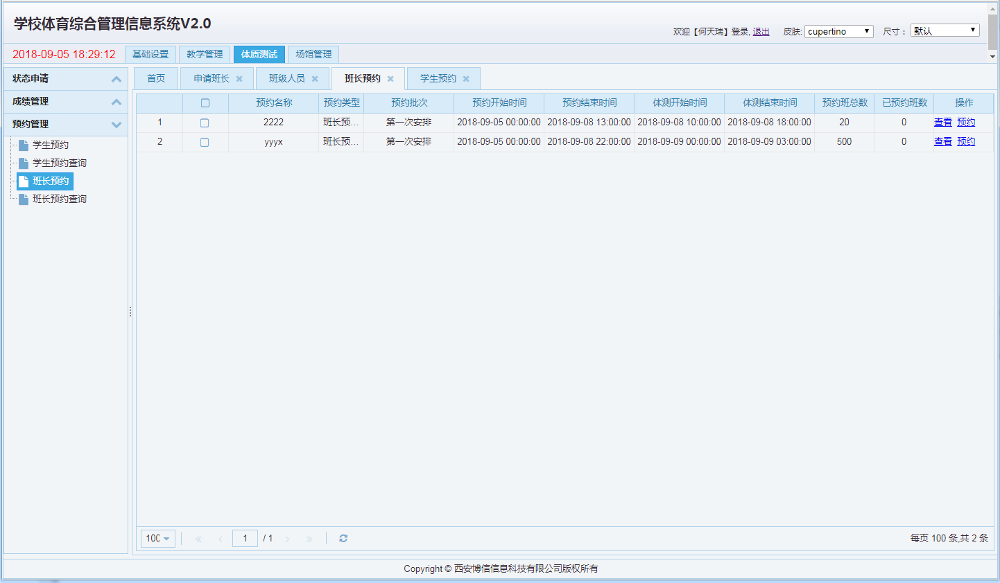 学校体育综合管理信息系统V2.0
欢迎【何天瑞】登录, 退出 皮肤: cupertino 尺寸： 默认
2018-09-05 18:29:12 基础设置 教学管理 体质测试 场馆管理
状态申请
成绩管理
预约管理
学生预约
学生预约查询
班长预约
班长预约查询
首页 申请班长 班级人员 班长预约 学生预约
预约名称 预约类型 预约批次 预约开始时间 预约结束时间 体测开始时间 体测结束时间 预约班总数 已预约班数 操作
1 2222 班长预... 第一次安排 2018-09-05 00:00:00 2018-09-08 13:00:00 2018-09-08 10:00:00 2018-09-08 18:00:00 20 0 查看 预约
2 yyyx 班长预... 第一次安排 2018-09-05 00:00:00 2018-09-08 22:00:00 2018-09-09 00:00:00 2018-09-09 03:00:00 500 0 查看 预约
100 1 / 1 每页 100 条,共 2 条
Copyright © 西安博信信息科技有限公司版权所有